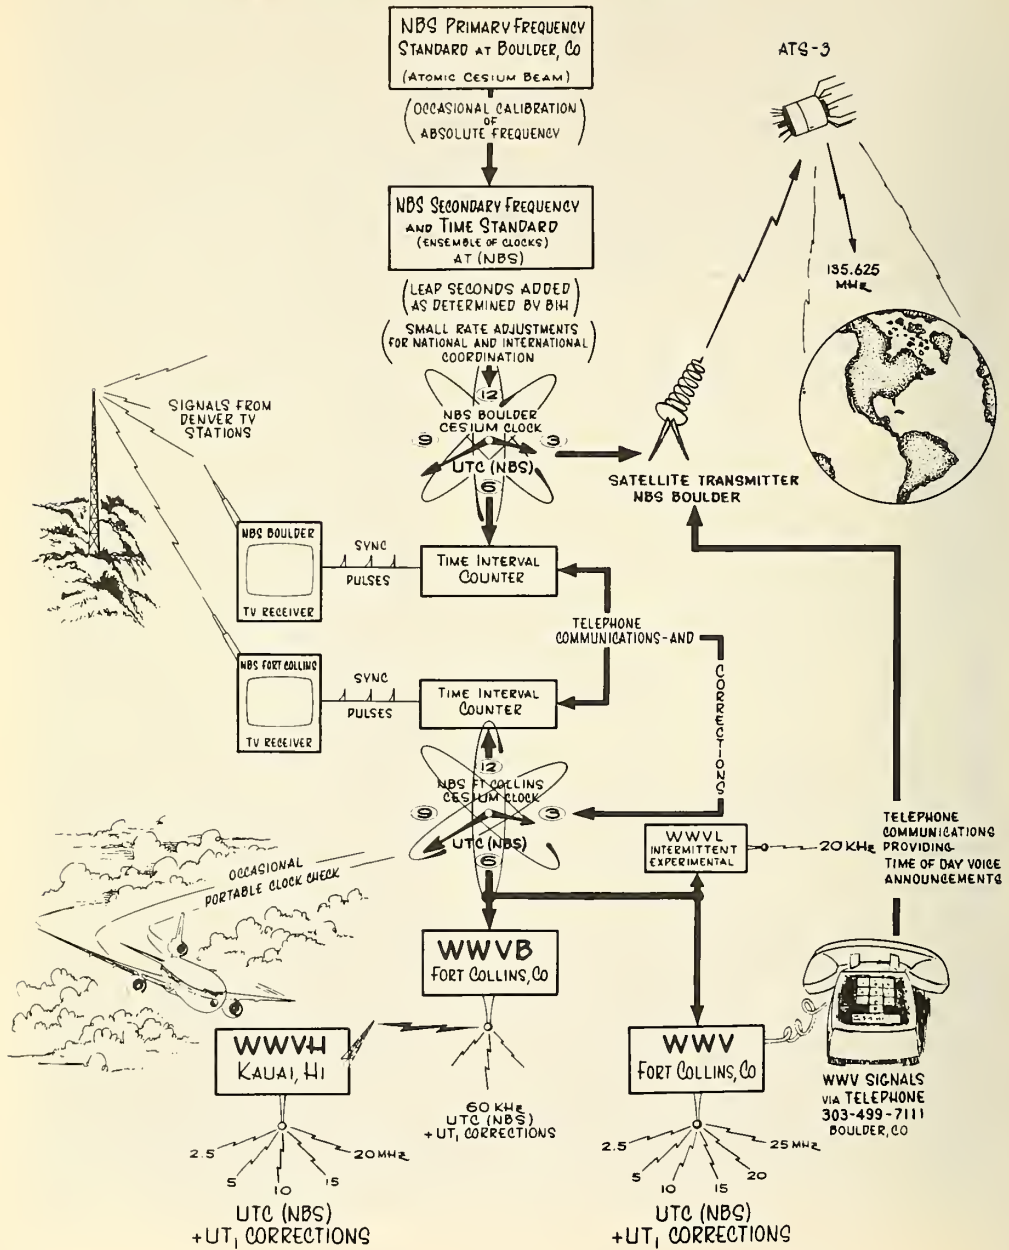 NBS PRIMARY FREQUENCY
STANDARD AT BOULDER, CO
(ATOMIC CESIUM BEAM)
(OCCASIONAL CALIBRATION
OF
ABSOLUTE FREQUENCY)
ATS-3
NBS SECONDARY FREQUENCY
AND TIME STANDARD
(ENSEMBLE OF CLOCKS)
AT (NBS)
(LEAP SECONDS ADDED
AS DETERMINED BY BIH)
(SMALL RATE ADJUSTMENTS
FOR NATIONAL AND INTERNATIONAL
COORDINATION)
135.625
MHz
SIGNALS FROM
DENVER TV
STATIONS
12
NBS BOULDER
CESIUM CLOCK
9
3
UTC (NBS)
6
SATELLITE TRANSMITTER
NBS BOULDER
NBS BOULDER
TV RECEIVER
SYNC
PULSES
TIME INTERVAL
COUNTER
TELEPHONE
COMMUNICATIONS-AND
CORRECTIONS
NBS FORT COLLINS
TV RECEIVER
SYNC
PULSES
TIME INTERVAL
COUNTER
12
NBS FT COLLINS
CESIUM CLOCK
9
3
UTC (NBS)
6
WWVL
INTERMITTENT
EXPERIMENTAL
20 KHz
TELEPHONE
COMMUNICATIONS
PROVIDING
TIME OF DAY VOICE
ANNOUNCEMENTS
OCCASIONAL
PORTABLE CLOCK CHECK
WWVB
FORT COLLINS, CO
60 KHz
UTC (NBS)
+UT1 CORRECTIONS
WWVH
KAUAI, HI
2.5
5
10
15
20 MHz
UTC (NBS)
+UT1 CORRECTIONS
WWV
FORT COLLINS, CO
2.5
5
10
15
20
25 MHz
UTC (NBS)
+UT1 CORRECTIONS
WWV SIGNALS
VIA TELEPHONE
303-499-7111
BOULDER, CO